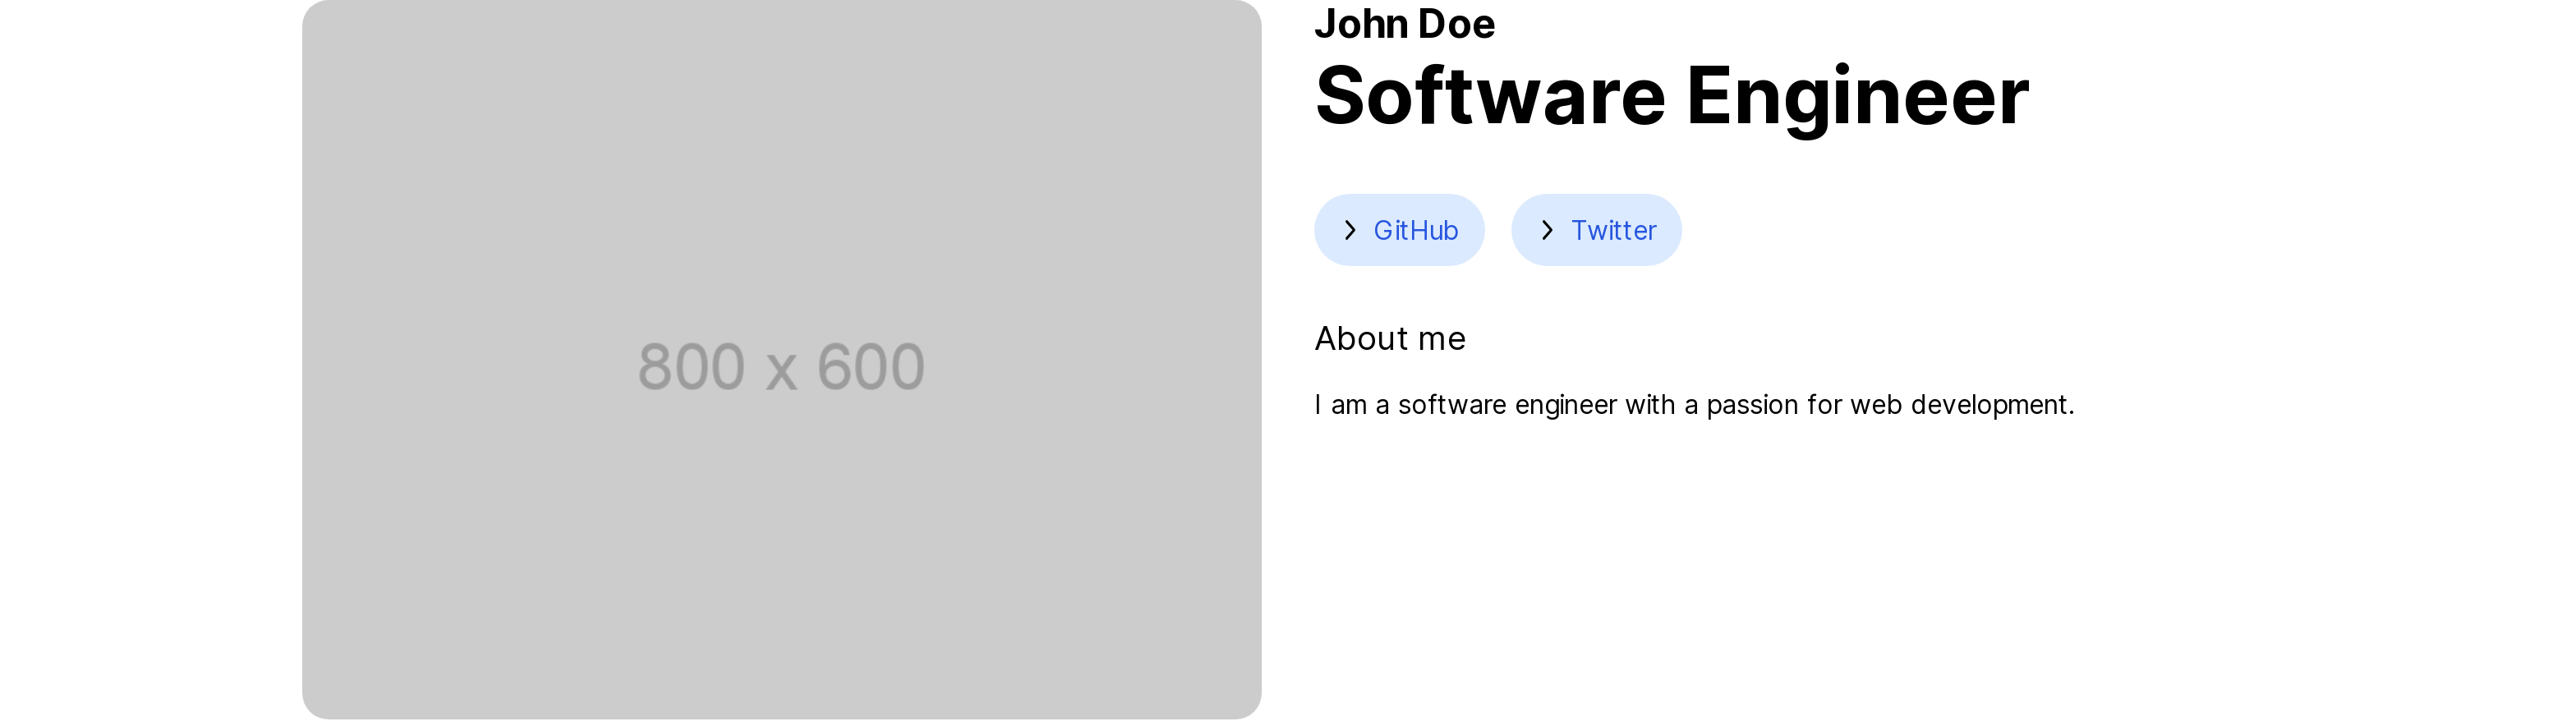 800 x 600
John Doe
Software Engineer
GitHub
Twitter
About me
I am a software engineer with a passion for web development.